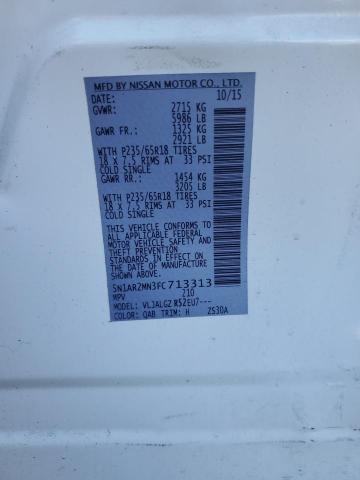 MFD BY NISSAN MOTOR CO., LTD.
DATE: 10/15
GVWR: 2715 KG
5986 LB
GAWR FR.: 1325 KG
2921 LB
WITH P235/65R18 TIRES
18 X 7.5 RIMS AT 33 PSI
COLD SINGLE
GAWR RR.: 1454 KG
3205 LB
WITH P235/65R18 TIRES
18 X 7.5 RIMS AT 33 PSI
COLD SINGLE
THIS VEHICLE CONFORMS
TO ALL APPLICABLE FEDERAL
MOTOR VEHICLE SAFETY AND
THEFT PREVENTION
STANDARDS IN EFFECT ON
THE DATE OF MANUFACTURE
SHOWN ABOVE.
5N1AR2MN3FC713313
MPV 210
MODEL: VLJALGZ R52EU7---
COLOR: QAB TRIM: H ZS30A